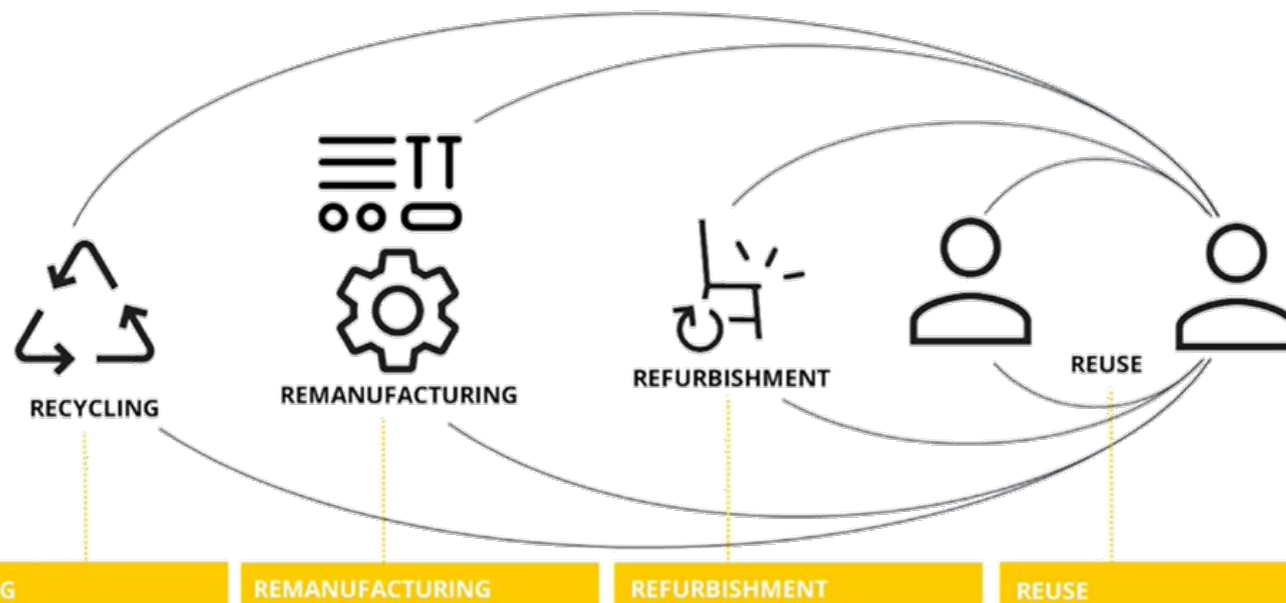 REUSE
REFURBISHMENT
REMANUFACTURING
RECYCLING
G
REMANUFACTURING
REFURBISHMENT
REUSE